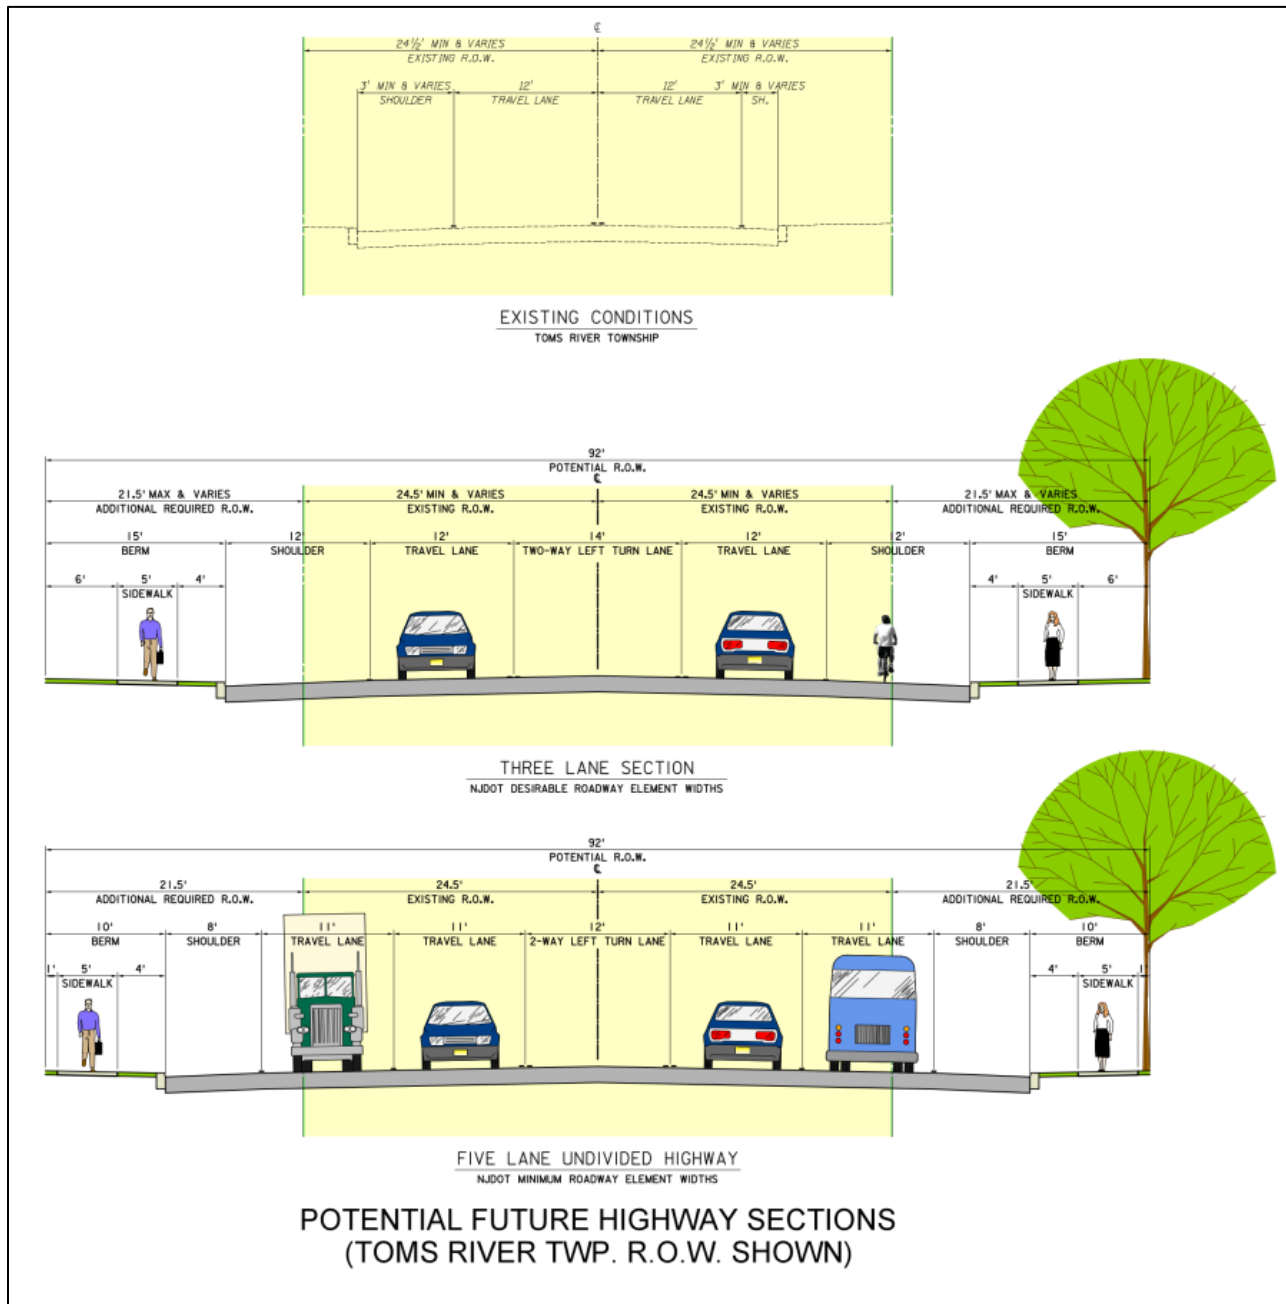 ℄
24½' MIN & VARIES 24½' MIN & VARIES
EXISTING R.O.W. EXISTING R.O.W.
3' MIN & VARIES 12' 12' 3' MIN & VARIES
SHOULDER TRAVEL LANE TRAVEL LANE SH.
EXISTING CONDITIONS
TOMS RIVER TOWNSHIP
92'
POTENTIAL R.O.W.
℄
21.5' MAX & VARIES 24.5' MIN & VARIES 24.5' MIN & VARIES 21.5' MAX & VARIES
ADDITIONAL REQUIRED R.O.W. EXISTING R.O.W. EXISTING R.O.W. ADDITIONAL REQUIRED R.O.W.
15' 12' 12' 14' 12' 2' 15'
BERM SHOULDER TRAVEL LANE TWO-WAY LEFT TURN LANE TRAVEL LANE SHOULDER BERM
6' 5' 4' 4' 5' 6'
SIDEWALK SIDEWALK
THREE LANE SECTION
NJDOT DESIRABLE ROADWAY ELEMENT WIDTHS
92'
POTENTIAL R.O.W.
℄
21.5' 24.5' 24.5' 21.5'
ADDITIONAL REQUIRED R.O.W. EXISTING R.O.W. EXISTING R.O.W. ADDITIONAL REQUIRED R.O.W.
10' 8' 11' 11' 12' 11' 11' 8' 10'
BERM SHOULDER TRAVEL LANE TRAVEL LANE 2-WAY LEFT TURN LANE TRAVEL LANE TRAVEL LANE SHOULDER BERM
1' 5' 4' 4' 5' 1'
SIDEWALK SIDEWALK
FIVE LANE UNDIVIDED HIGHWAY
NJDOT MINIMUM ROADWAY ELEMENT WIDTHS
POTENTIAL FUTURE HIGHWAY SECTIONS
(TOMS RIVER TWP. R.O.W. SHOWN)